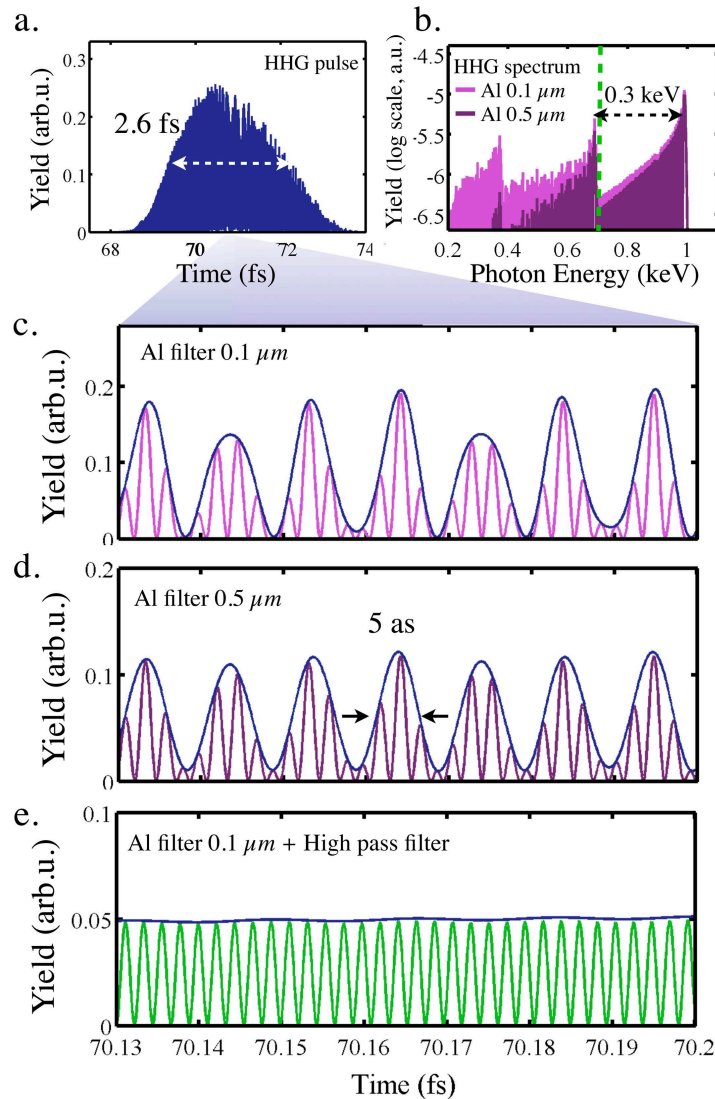 a.
HHG pulse
2.6 fs
Yield (arb.u.)
0.3
0.2
0.1
0
68
70
72
74
Time (fs)
b.
HHG spectrum
Al 0.1 µm
Al 0.5 µm
0.3 keV
Yield (log scale, a.u.)
-4.5
-5
-5.5
-6
-6.5
0.2
0.4
0.6
0.8
1
Photon Energy (keV)
c.
Al filter 0.1 µm
Yield (arb.u.)
0.2
0.1
0
d.
Al filter 0.5 µm
5 as
Yield (arb.u.)
0.2
0.1
0
e.
Al filter 0.1 µm + High pass filter
Yield (arb.u.)
0.1
0.05
0
70.13
70.14
70.15
70.16
70.17
70.18
70.19
70.2
Time (fs)